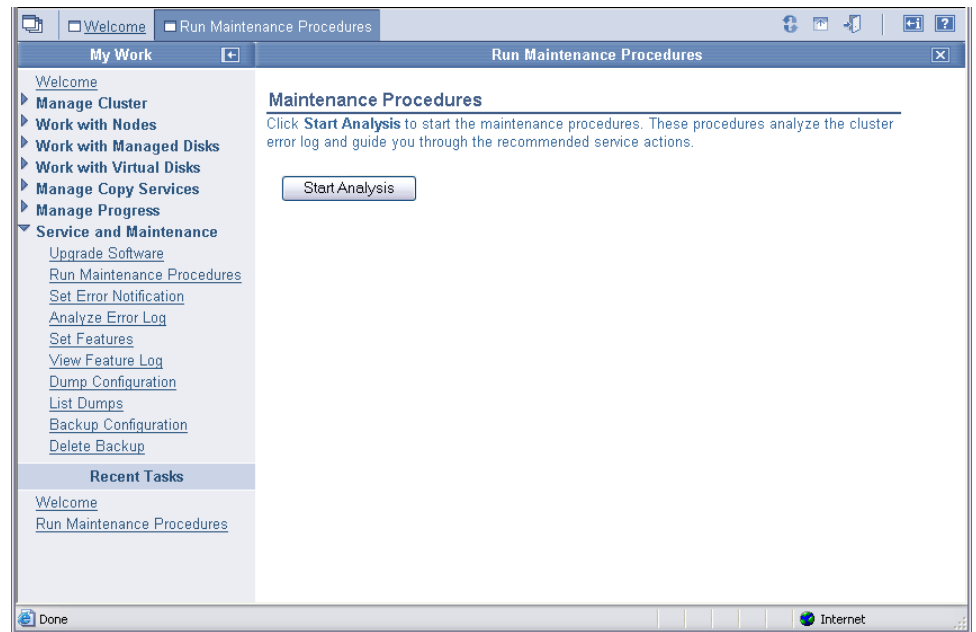 Welcome
Run Maintenance Procedures
My Work
Run Maintenance Procedures
Welcome
Manage Cluster
Work with Nodes
Work with Managed Disks
Work with Virtual Disks
Manage Copy Services
Manage Progress
Service and Maintenance
Upgrade Software
Run Maintenance Procedures
Set Error Notification
Analyze Error Log
Set Features
View Feature Log
Dump Configuration
List Dumps
Backup Configuration
Delete Backup
Recent Tasks
Welcome
Run Maintenance Procedures
Maintenance Procedures
Click Start Analysis to start the maintenance procedures. These procedures analyze the cluster
error log and guide you through the recommended service actions.
Start Analysis
Done
Internet